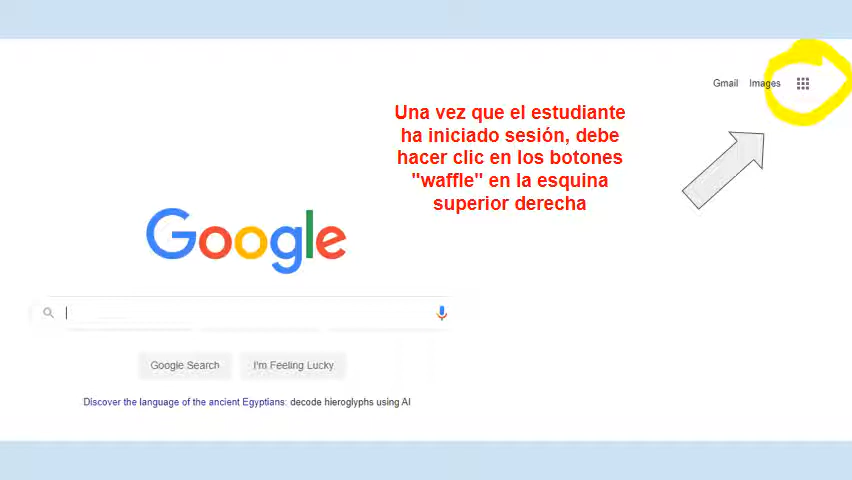 Gmail Images
Una vez que el estudiante
ha iniciado sesión, debe
hacer clic en los botones
"waffle" en la esquina
superior derecha
Google
Google Search
I'm Feeling Lucky
Discover the language of the ancient Egyptians: decode hieroglyphs using AI